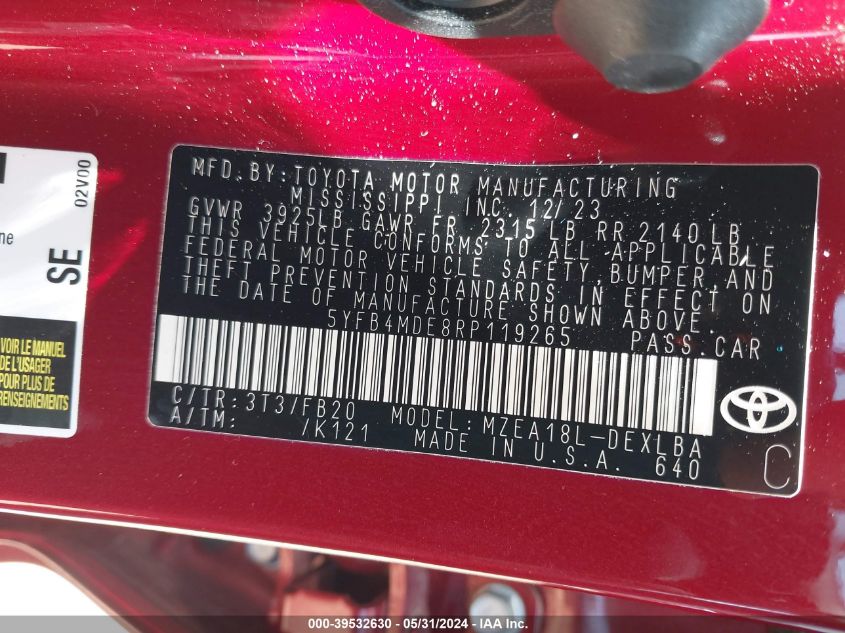 02V00
ne
SE
VOIR LE MANUEL
DE L'USAGER
POUR PLUS DE
RENSEIGNEMENTS
MFD. BY: TOYOTA MOTOR MANUFACTURING
MISSISSIPPI, INC. 12/23
GVWR 3925LB GAWR FR 2315 LB RR 2140 LB
THIS VEHICLE CONFORMS TO ALL APPLICABLE
FEDERAL MOTOR VEHICLE SAFETY, BUMPER, AND
THEFT PREVENTION STANDARDS IN EFFECT ON
THE DATE OF MANUFACTURE SHOWN ABOVE.
5YFB4MDE8RP119265 PASS. CAR
C/TR: 3T3/FB20 MODEL: MZEA18L-DEXLBA
A/TM: /K121 MADE IN U.S.A. 640
C
000-39532630 - 05/31/2024 - IAA Inc.